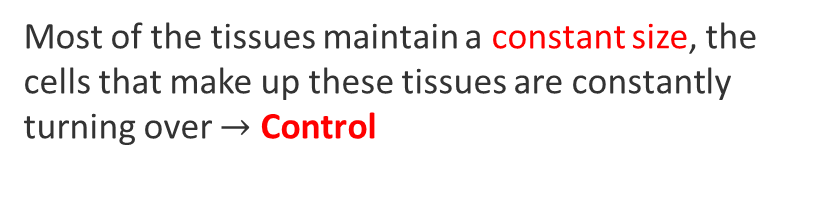 Most of the tissues maintain a constant size, the
cells that make up these tissues are constantly
turning over → Control